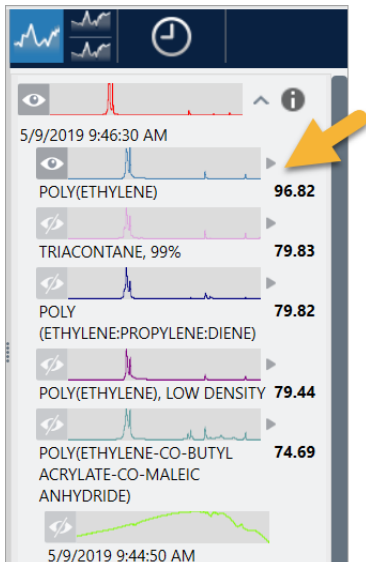 5/9/2019 9:46:30 AM
POLY(ETHYLENE) 96.82
TRIACONTANE, 99% 79.83
POLY 79.82
(ETHYLENE:PROPYLENE:DIENE)
POLY(ETHYLENE), LOW DENSITY 79.44
POLY(ETHYLENE-CO-BUTYL 74.69
ACRYLATE-CO-MALEIC
ANHYDRIDE)
5/9/2019 9:44:50 AM